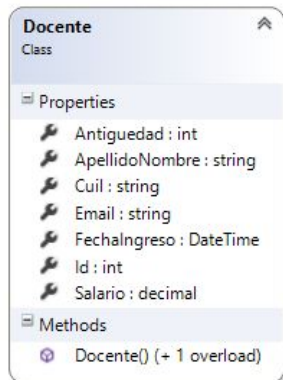 Docente
Class
Properties
Antiguedad : int
ApellidoNombre : string
Cuil : string
Email : string
FechaIngreso : DateTime
Id : int
Salario : decimal
Methods
Docente() (+ 1 overload)